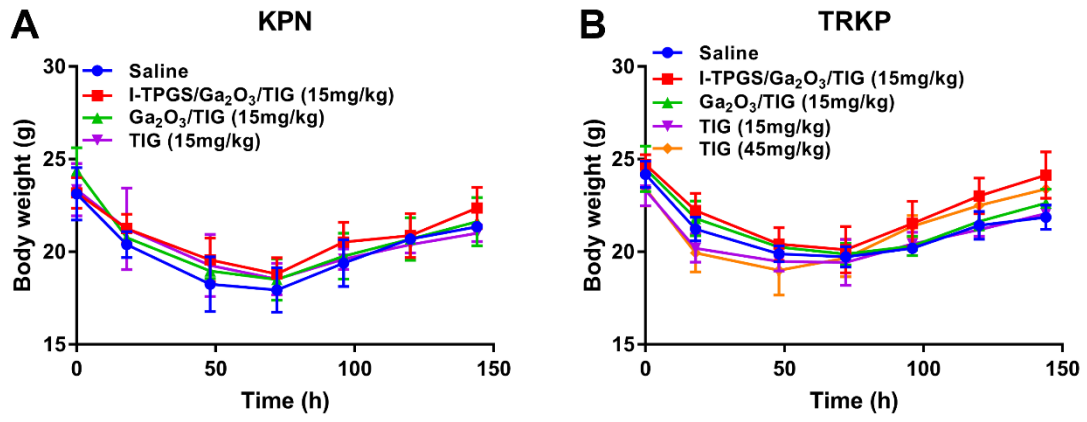 A
KPN
Saline
I-TPGS/Ga₂O₃/TIG (15mg/kg)
Ga₂O₃/TIG (15mg/kg)
TIG (15mg/kg)
Body weight (g)
30
25
20
15
0
50
100
150
Time (h)
B
TRKP
Saline
I-TPGS/Ga₂O₃/TIG (15mg/kg)
Ga₂O₃/TIG (15mg/kg)
TIG (15mg/kg)
TIG (45mg/kg)
Body weight (g)
30
25
20
15
0
50
100
150
Time (h)